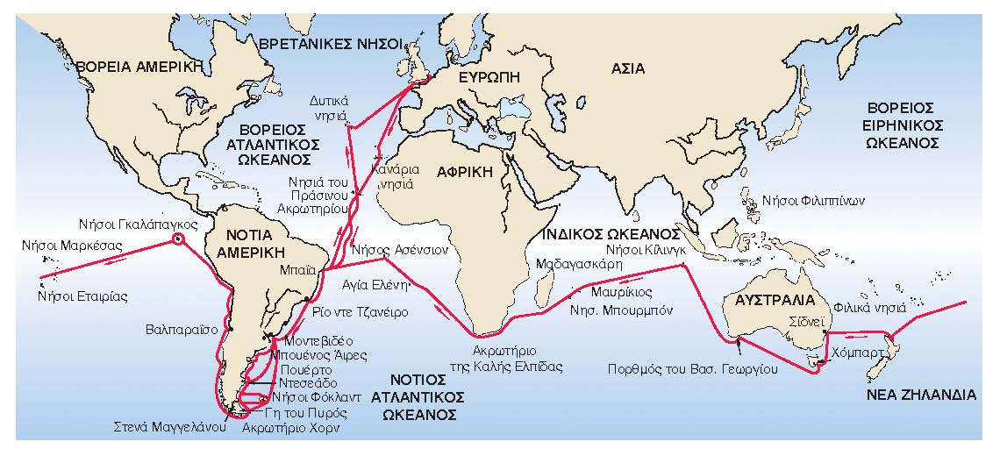 ΒΡΕΤΑΝΙΚΕΣ ΝΗΣΟΙ
ΒΟΡΕΙΑ ΑΜΕΡΙΚΗ
ΕΥΡΩΠΗ
ΑΣΙΑ
Δυτικά
νησιά
ΒΟΡΕΙΟΣ
ΕΙΡΗΝΙΚΟΣ
ΩΚΕΑΝΟΣ
ΒΟΡΕΙΟΣ
ΑΤΛΑΝΤΙΚΟΣ
ΩΚΕΑΝΟΣ
Κανάρια
νησιά
ΑΦΡΙΚΗ
Νησιά του
Πράσινου
Ακρωτηρίου
Νήσοι Φιλιππίνων
Νήσοι Γκαλάπαγκος
Νήσοι Μαρκέσας
ΝΟΤΙΑ
ΑΜΕΡΙΚΗ
ΙΝΔΙΚΟΣ ΩΚΕΑΝΟΣ
Νήσοι Κίλινγκ
Νήσος Ασένσιον
Μπαΐα
Μαδαγασκάρη
Νήσοι Εταιρίας
Αγία Ελένη
Μαυρίκιος
Νησ. Μπουρμπόν
ΑΥΣΤΡΑΛΙΑ
Φιλικά νησιά
Σίδνεϊ
Ρίο ντε Τζανέιρο
Βαλπαραΐσο
Μοντεβιδέο
Μπουένος Άιρες
Πουέρτο
Ντεσεάδο
Νήσοι Φόκλαντ
Γη του Πυρός
Στενά Μαγγελάνου
Ακρωτήριο Χορν
Ακρωτήριο
της Καλής Ελπίδας
Χόμπαρτ
Πορθμός του Βασ. Γεωργίου
ΝΟΤΙΟΣ
ΑΤΛΑΝΤΙΚΟΣ
ΩΚΕΑΝΟΣ
ΝΕΑ ΖΗΛΑΝΔΙΑ